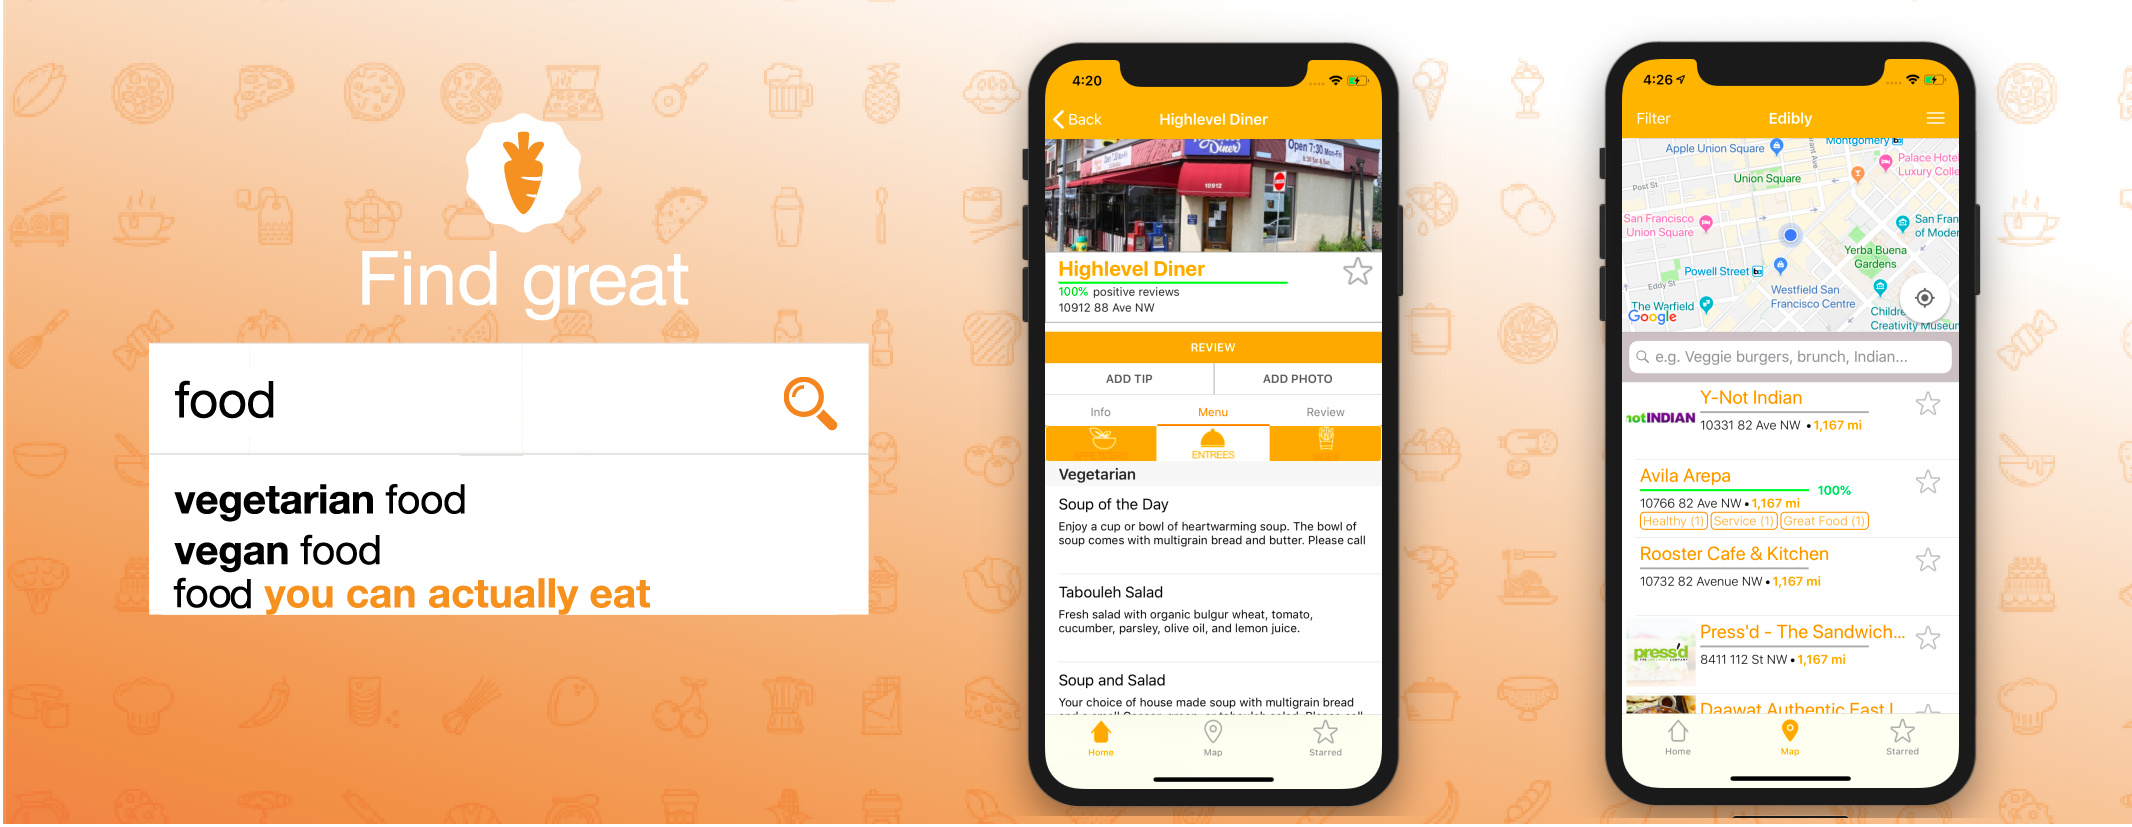 Find great
food
vegetarian food
vegan food
food you can actually eat
4:20
Back
Highlevel Diner
Diner
Open 7:30 Mon-Fri
10912
Highlevel Diner
100% positive reviews
10912 88 Ave NW
REVIEW
ADD TIP
ADD PHOTO
Info
Menu
Review
ENTREES
Vegetarian
Soup of the Day
Enjoy a cup or bowl of heartwarming soup. The bowl of
soup comes with multigrain bread and butter. Please call
Tabouleh Salad
Fresh salad with organic bulgur wheat, tomato,
cucumber, parsley, olive oil, and lemon juice.
Soup and Salad
Your choice of house made soup with multigrain bread
Home
Map
Starred
4:26
Filter
Edibly
Apple Union Square
Montgomery
Palace Hotel
Luxury Colle
Union Square
Post St
San Francisco
Union Square
San Fran
of Moder
Yerba Buena
Gardens
Powell Street
Eddy St
Westfield San
Francisco Centre
The Warfield
Google
Childre
Creativity Museum
e.g. Veggie burgers, brunch, Indian...
notINDIAN
Y-Not Indian
10331 82 Ave NW • 1,167 mi
Avila Arepa
100%
10766 82 Ave NW • 1,167 mi
Healthy (1) Service (1) Great Food (1)
Rooster Cafe & Kitchen
10732 82 Avenue NW • 1,167 mi
press'd
Press'd - The Sandwich...
8411 112 St NW • 1,167 mi
Daawat Authentic East I
Home
Map
Starred